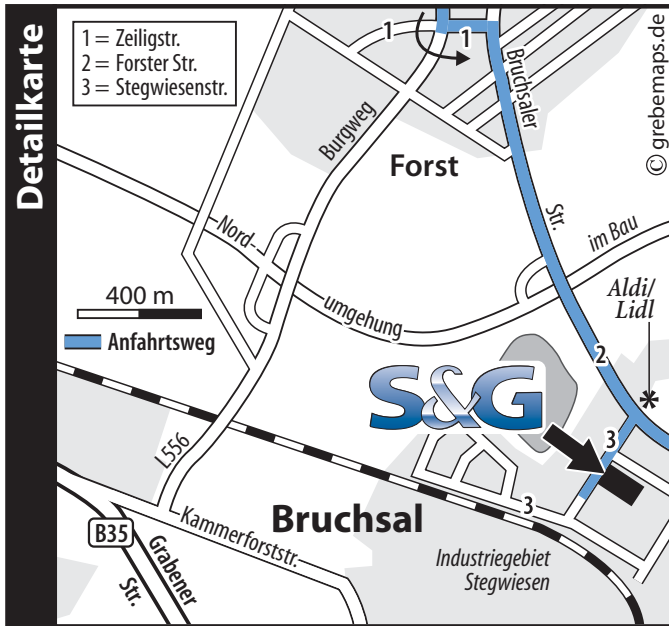 Detailkarte
1 = Zeiligstr.
2 = Forster Str.
3 = Stegwiesenstr.
1
1
Bruchsaler
Str.
© grebemaps.de
Burgweg
Forst
Nord-
umgehung
im Bau
400 m
Anfahrtsweg
Aldi/
Lidl
*
2
S&G
3
L556
3
Bruchsal
Kammerforststr.
B35
Grabener
Str.
Industriegebiet
Stegwiesen